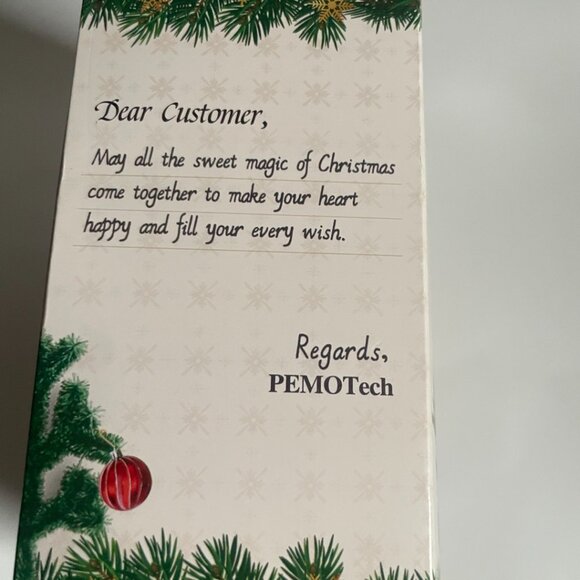 Dear Customer,
May all the sweet magic of Christmas
come together to make your heart
happy and fill your every wish.
Regards,
PEMOTech